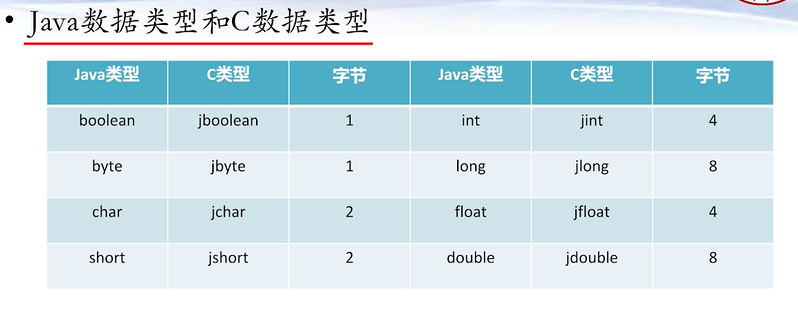 • Java数据类型和C数据类型
Java类型 C类型 字节 Java类型 C类型 字节
boolean jboolean 1 int jint 4
byte jbyte 1 long jlong 8
char jchar 2 float jfloat 4
short jshort 2 double jdouble 8